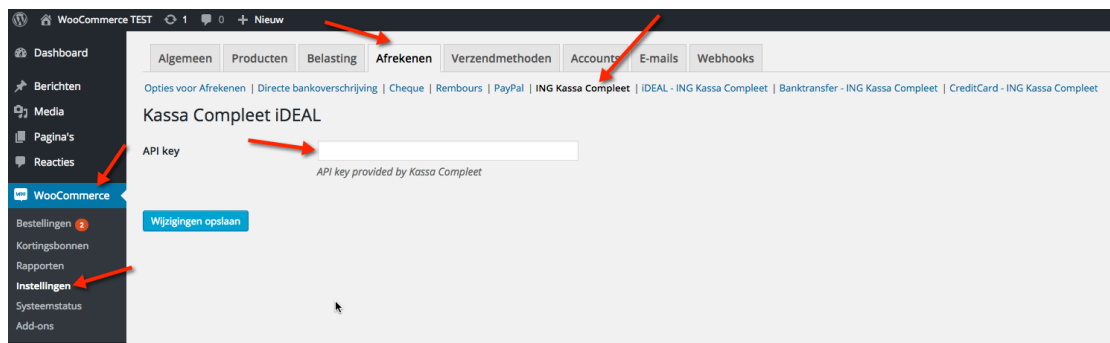 WooCommerce TEST 1 0 + Nieuw
Dashboard
Berichten
Media
Pagina's
Reacties
WooCommerce
Bestellingen 2
Kortingsbonnen
Rapporten
Instellingen
Systeemstatus
Add-ons
Algemeen Producten Belasting Afrekenen Verzendmethoden Accounts E-mails Webhooks
Opties voor Afrekenen | Directe bankoverschrijving | Cheque | Rembours | PayPal | ING Kassa Compleet | iDEAL - ING Kassa Compleet | Banktransfer - ING Kassa Compleet | CreditCard - ING Kassa Compleet
Kassa Compleet iDEAL
API key
API key provided by Kassa Compleet
Wijzigingen opslaan